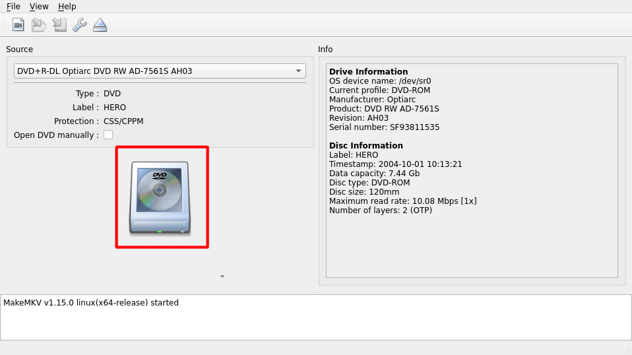 File View Help
Source
DVD+R-DL Optiarc DVD RW AD-7561S AH03
Type : DVD
Label : HERO
Protection : CSS/CPPM
Open DVD manually :
DVD
Info
Drive Information
OS device name: /dev/sr0
Current profile: DVD-ROM
Manufacturer: Optiarc
Product: DVD RW AD-7561S
Revision: AH03
Serial number: SF93811535
Disc Information
Label: HERO
Timestamp: 2004-10-01 10:13:21
Data capacity: 7.44 Gb
Disc type: DVD-ROM
Disc size: 120mm
Maximum read rate: 10.08 Mbps [1x]
Number of layers: 2 (OTP)
MakeMKV v1.15.0 linux(x64-release) started